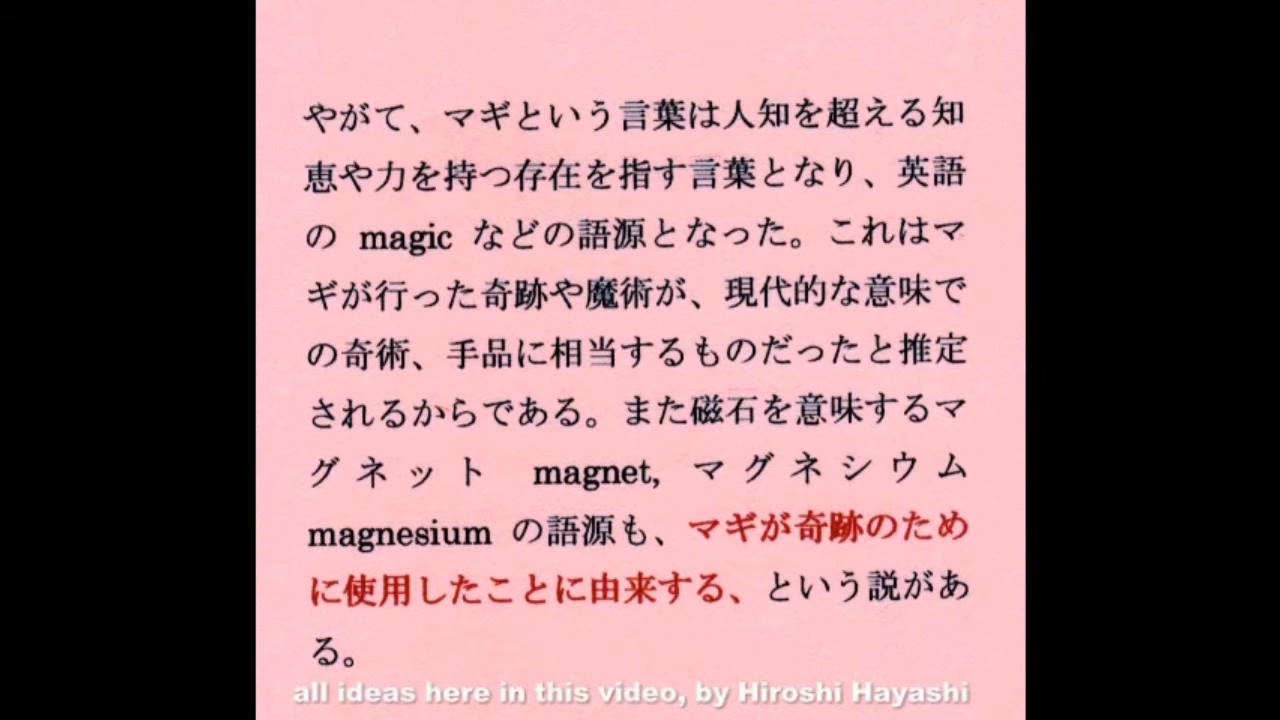 やがて、マギという言葉は人知を超える知
恵や力を持つ存在を指す言葉となり、英語
の magic などの語源となった。これはマ
ギが行った奇跡や魔術が、現代的な意味で
の奇術、手品に相当するものだったと推定
されるからである。また磁石を意味するマ
グネット magnet, マグネシウム
magnesium の語源も、マギが奇跡のため
に使用したことに由来する、という説があ
る。
all ideas here in this video, by Hiroshi Hayashi